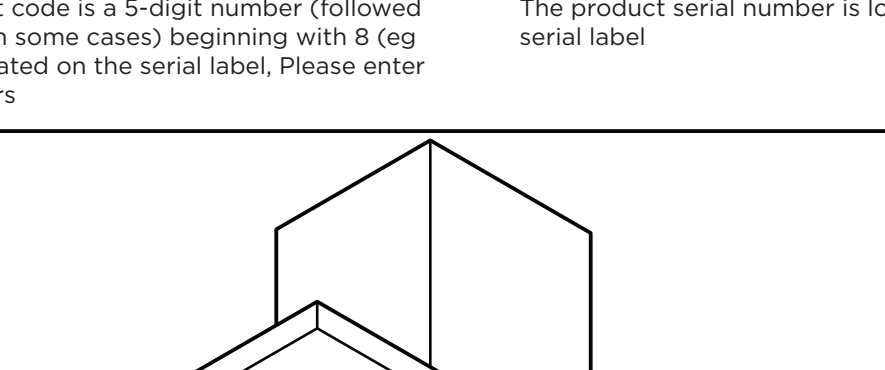 code is a 5-digit number (followed
some cases) beginning with 8 (eg
ated on the serial label, Please enter
rs
The product serial number is lo
serial label